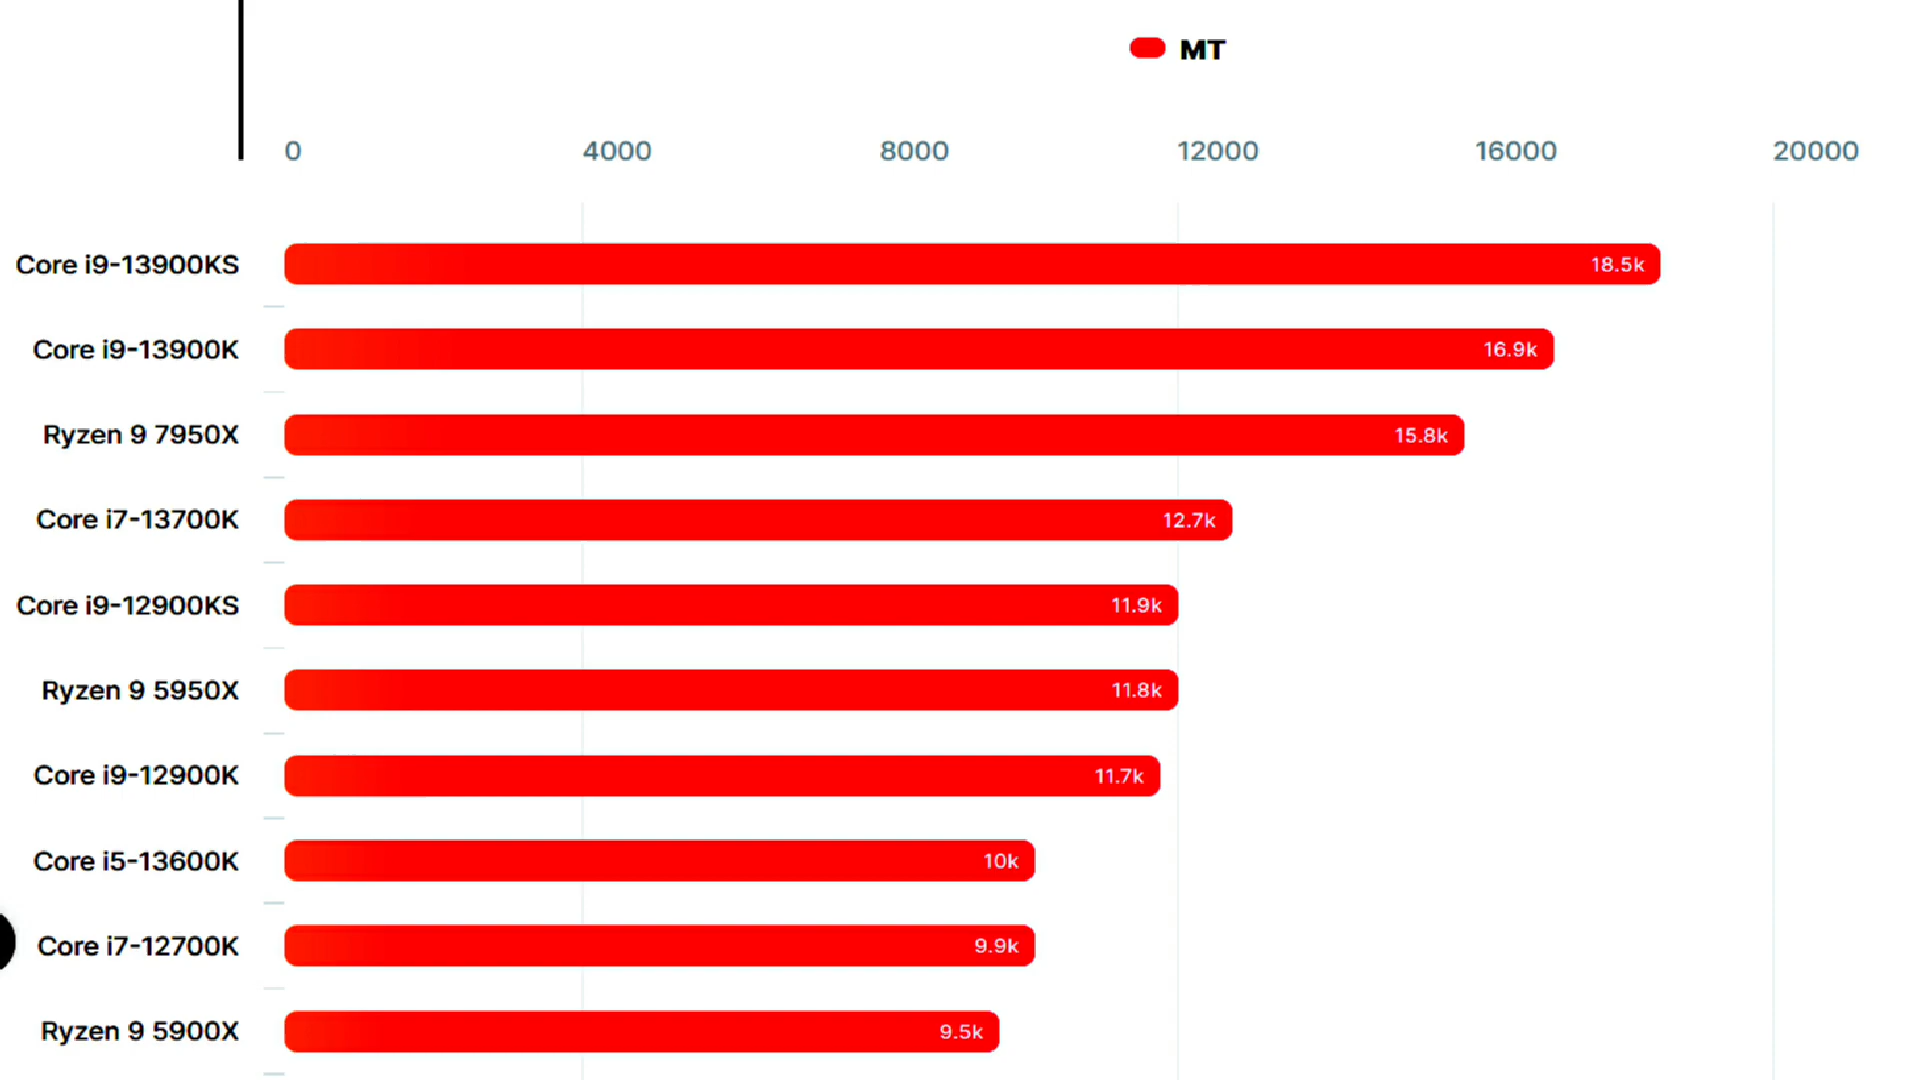 MT
0 4000 8000 12000 16000 20000
Core i9-13900KS 18.5k
Core i9-13900K 16.9k
Ryzen 9 7950X 15.8k
Core i7-13700K 12.7k
Core i9-12900KS 11.9k
Ryzen 9 5950X 11.8k
Core i9-12900K 11.7k
Core i5-13600K 10k
Core i7-12700K 9.9k
Ryzen 9 5900X 9.5k